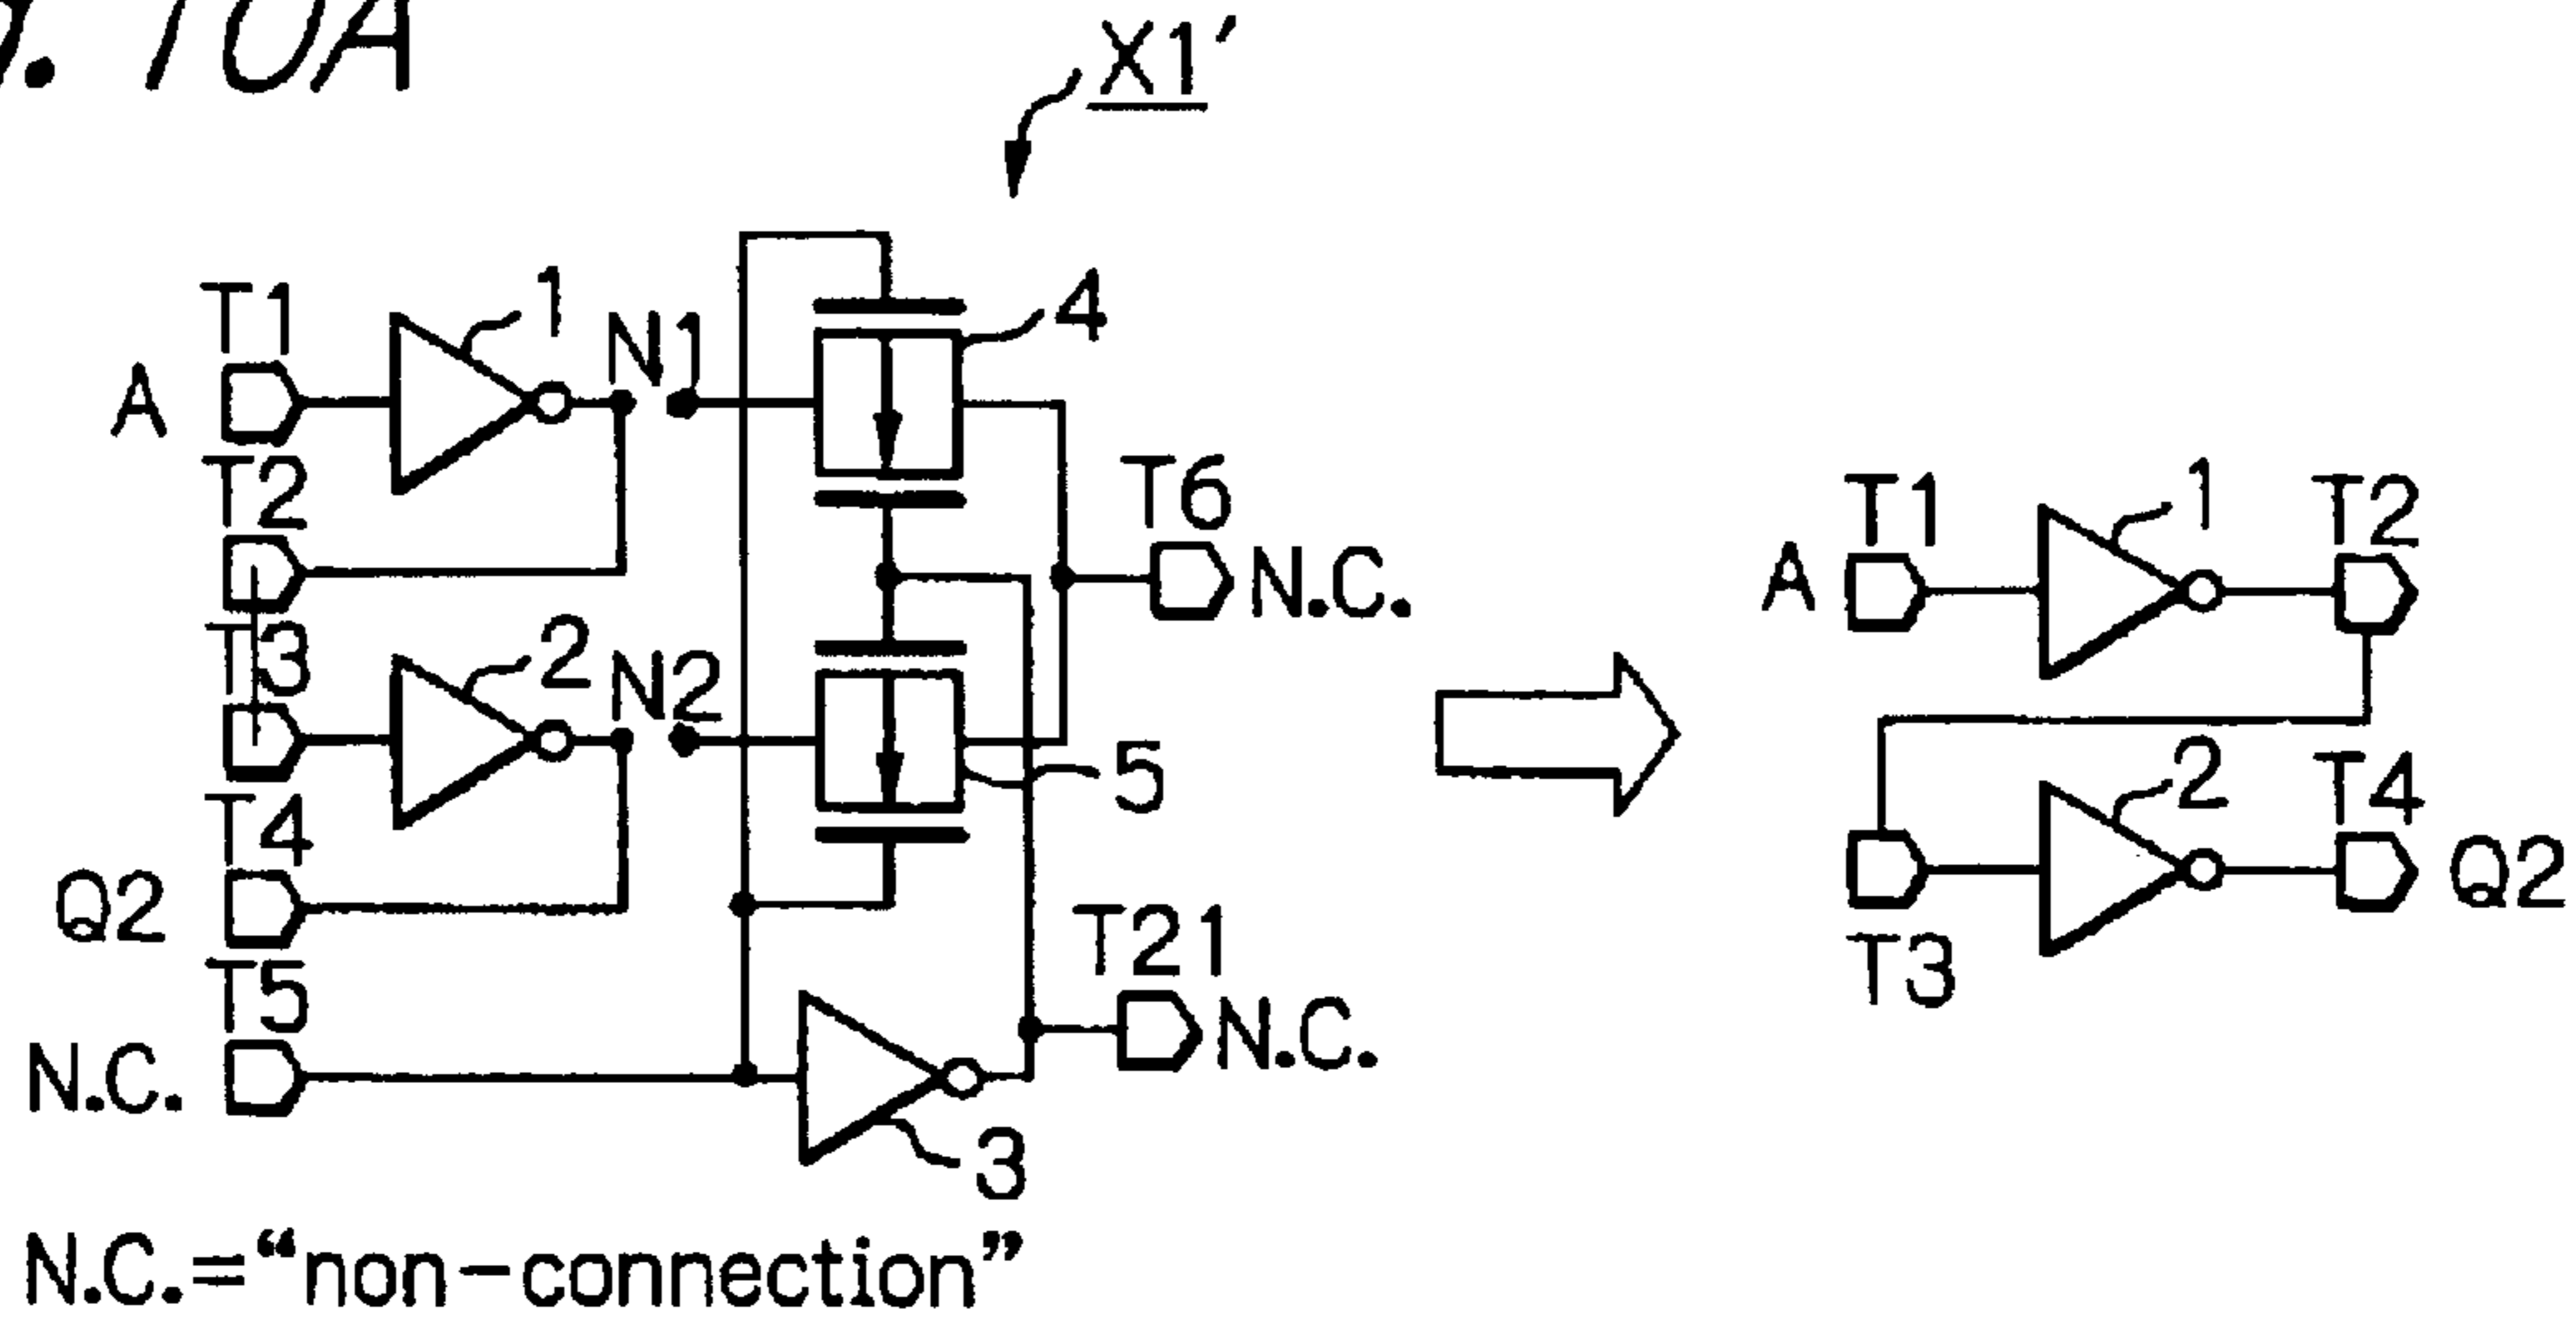 10A
X1'
T1
1
N1
4
A
T2
T6
N.C.
T3
2
N2
5
T4
Q2
T21
N.C.
T5
N.C.
3
N.C.="non-connection"
T1
1
T2
A
2
T4
Q2
T3